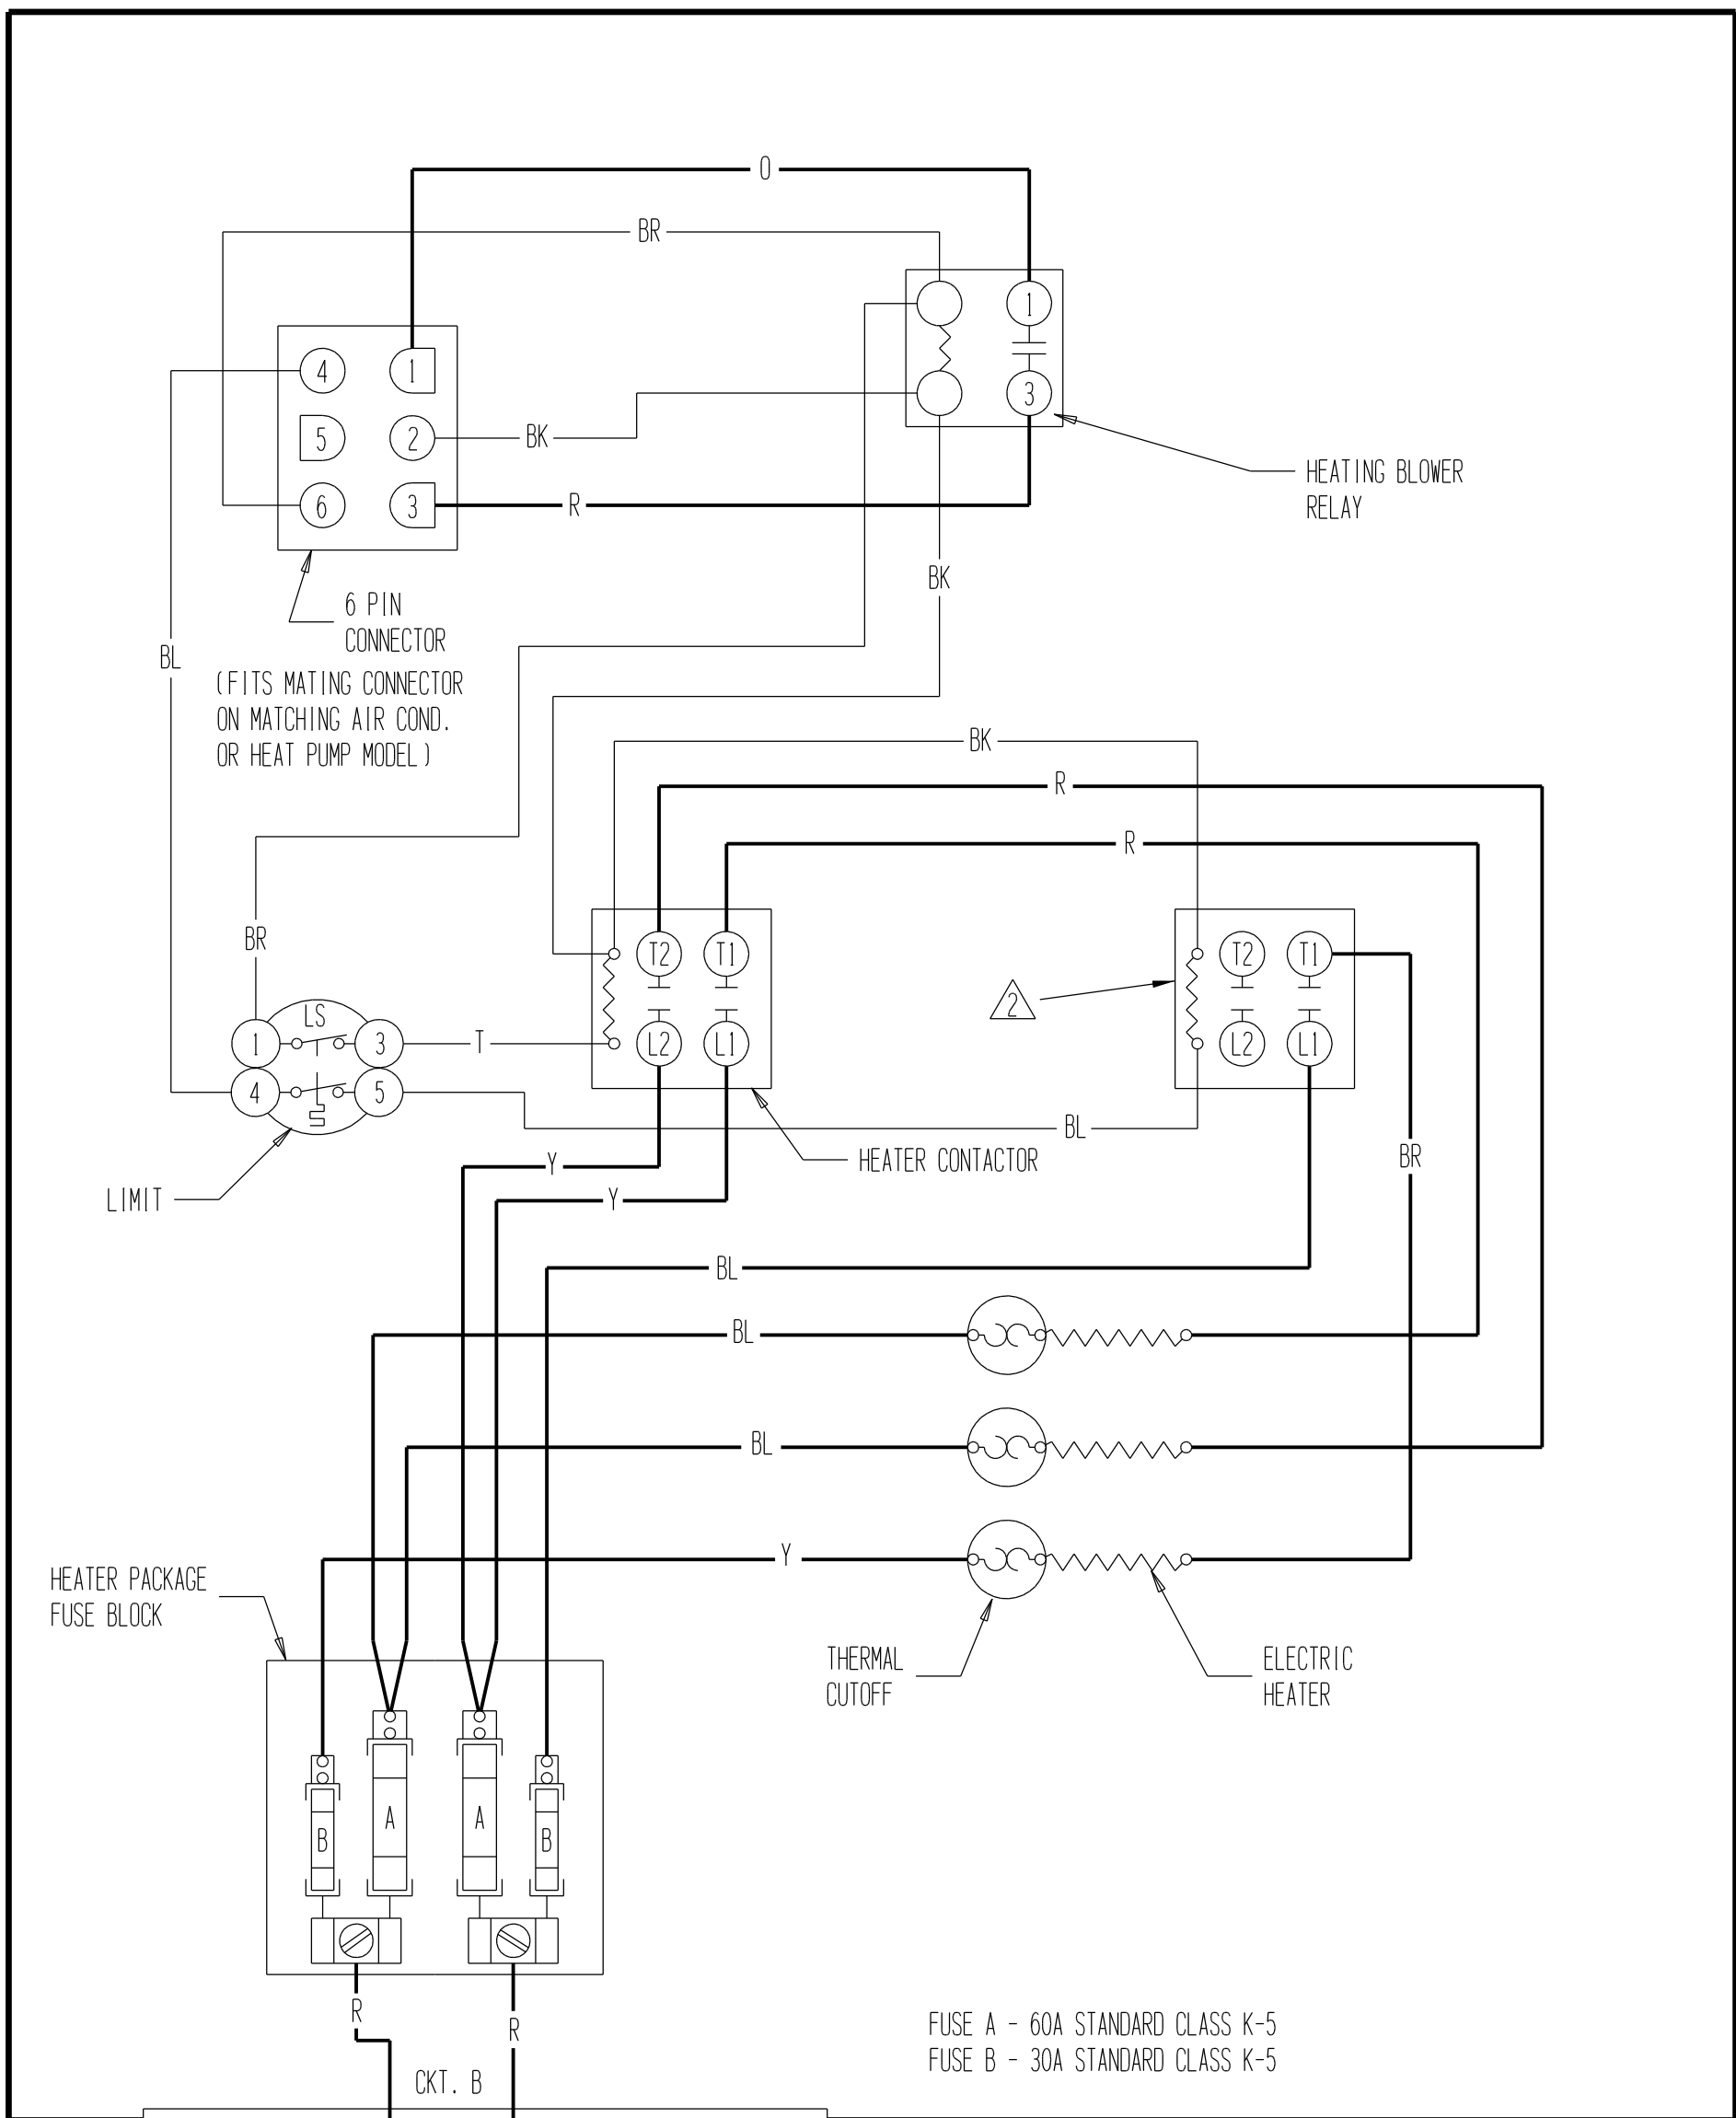 O
BR
1
4 1
3
5 2
BK
HEATING BLOWER
RELAY
6 3
R
BK
6 PIN
CONNECTOR
BL
(FITS MATING CONNECTOR
ON MATCHING AIR COND.
OR HEAT PUMP MODEL)
BK
R
R
BR
T2 T1
T2 T1
2
LS
1 3
T
L2 L1
L2 L1
4 5
BL
Y
HEATER CONTACTOR
BR
LIMIT
Y
BL
BL
BL
Y
HEATER PACKAGE
FUSE BLOCK
THERMAL
CUTOFF
ELECTRIC
HEATER
B A A B
R
R
FUSE A - 60A STANDARD CLASS K-5
FUSE B - 30A STANDARD CLASS K-5
CKT. B